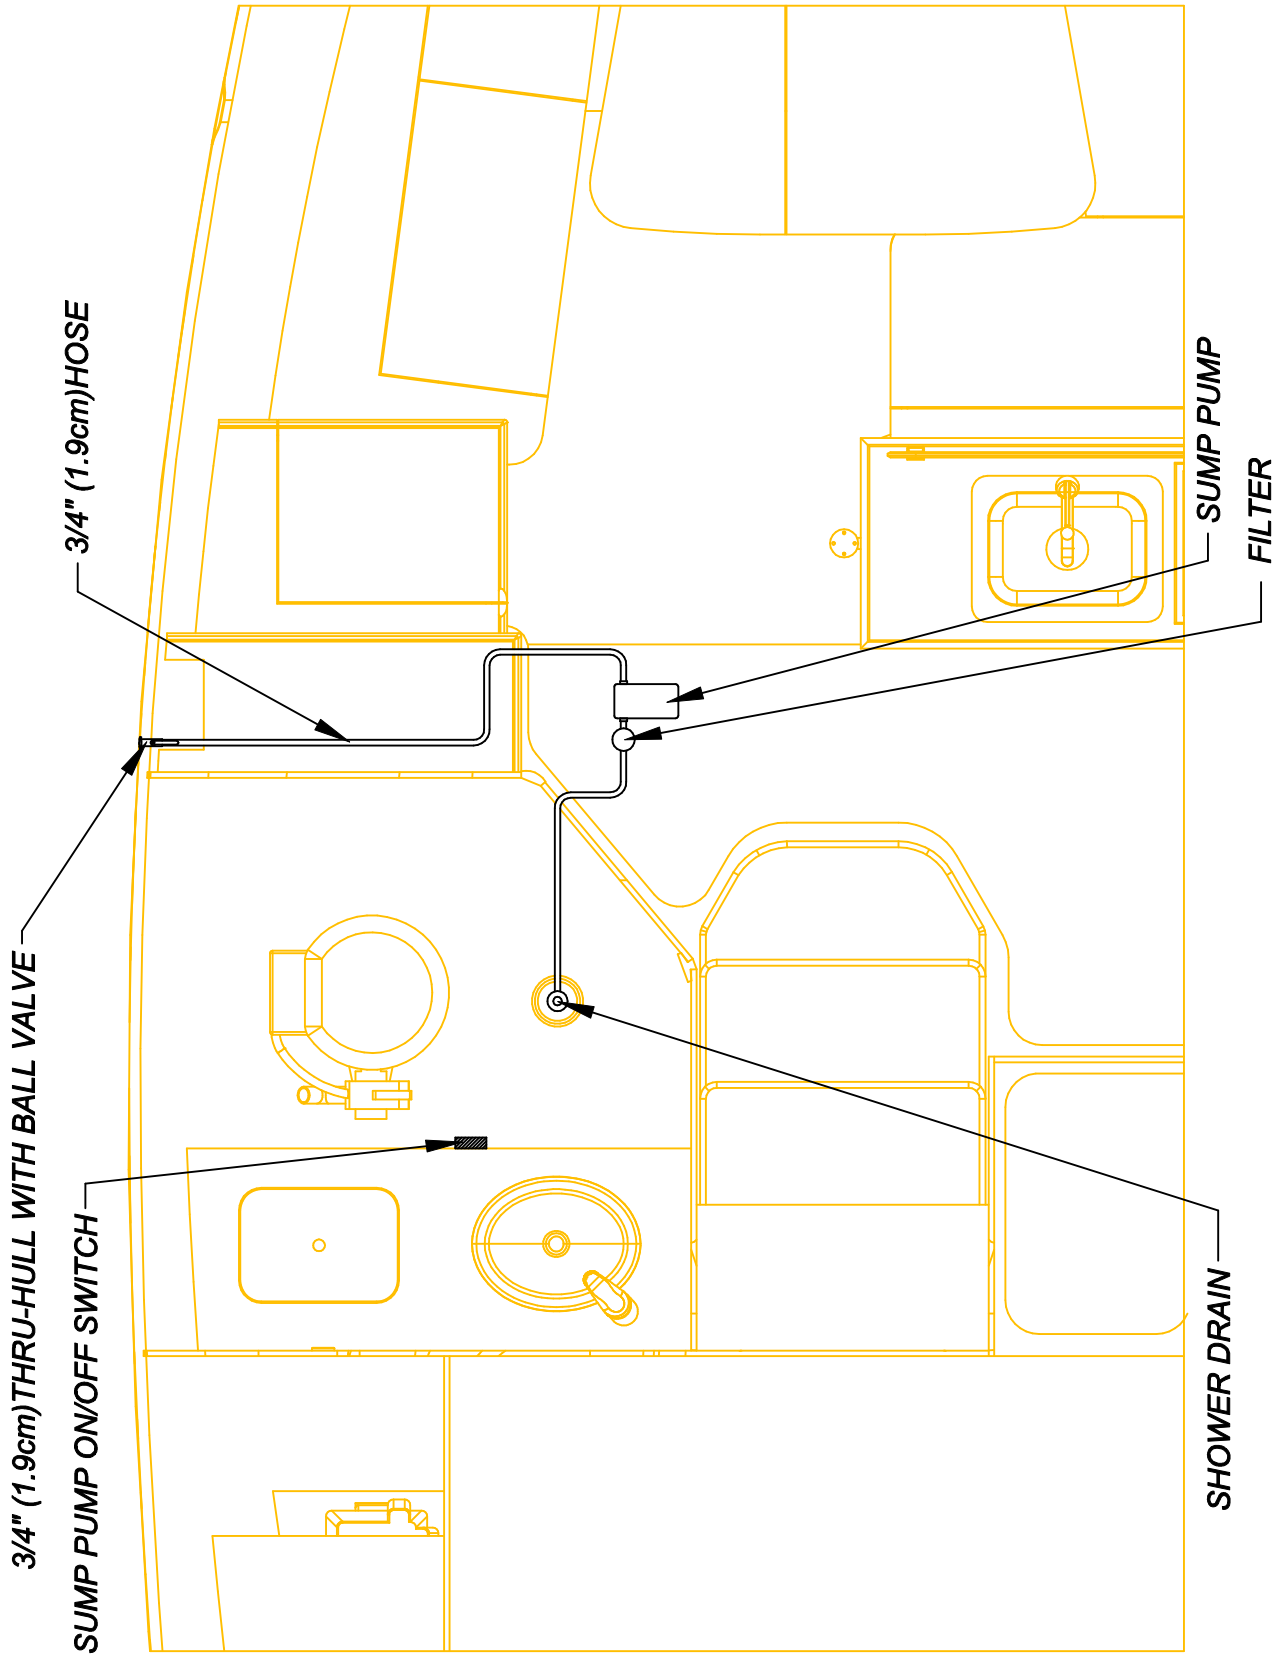 3/4" (1.9cm)THRU-HULL WITH BALL VALVE
SUMP PUMP ON/OFF SWITCH
3/4" (1.9cm)HOSE
SHOWER DRAIN
SUMP PUMP
FILTER